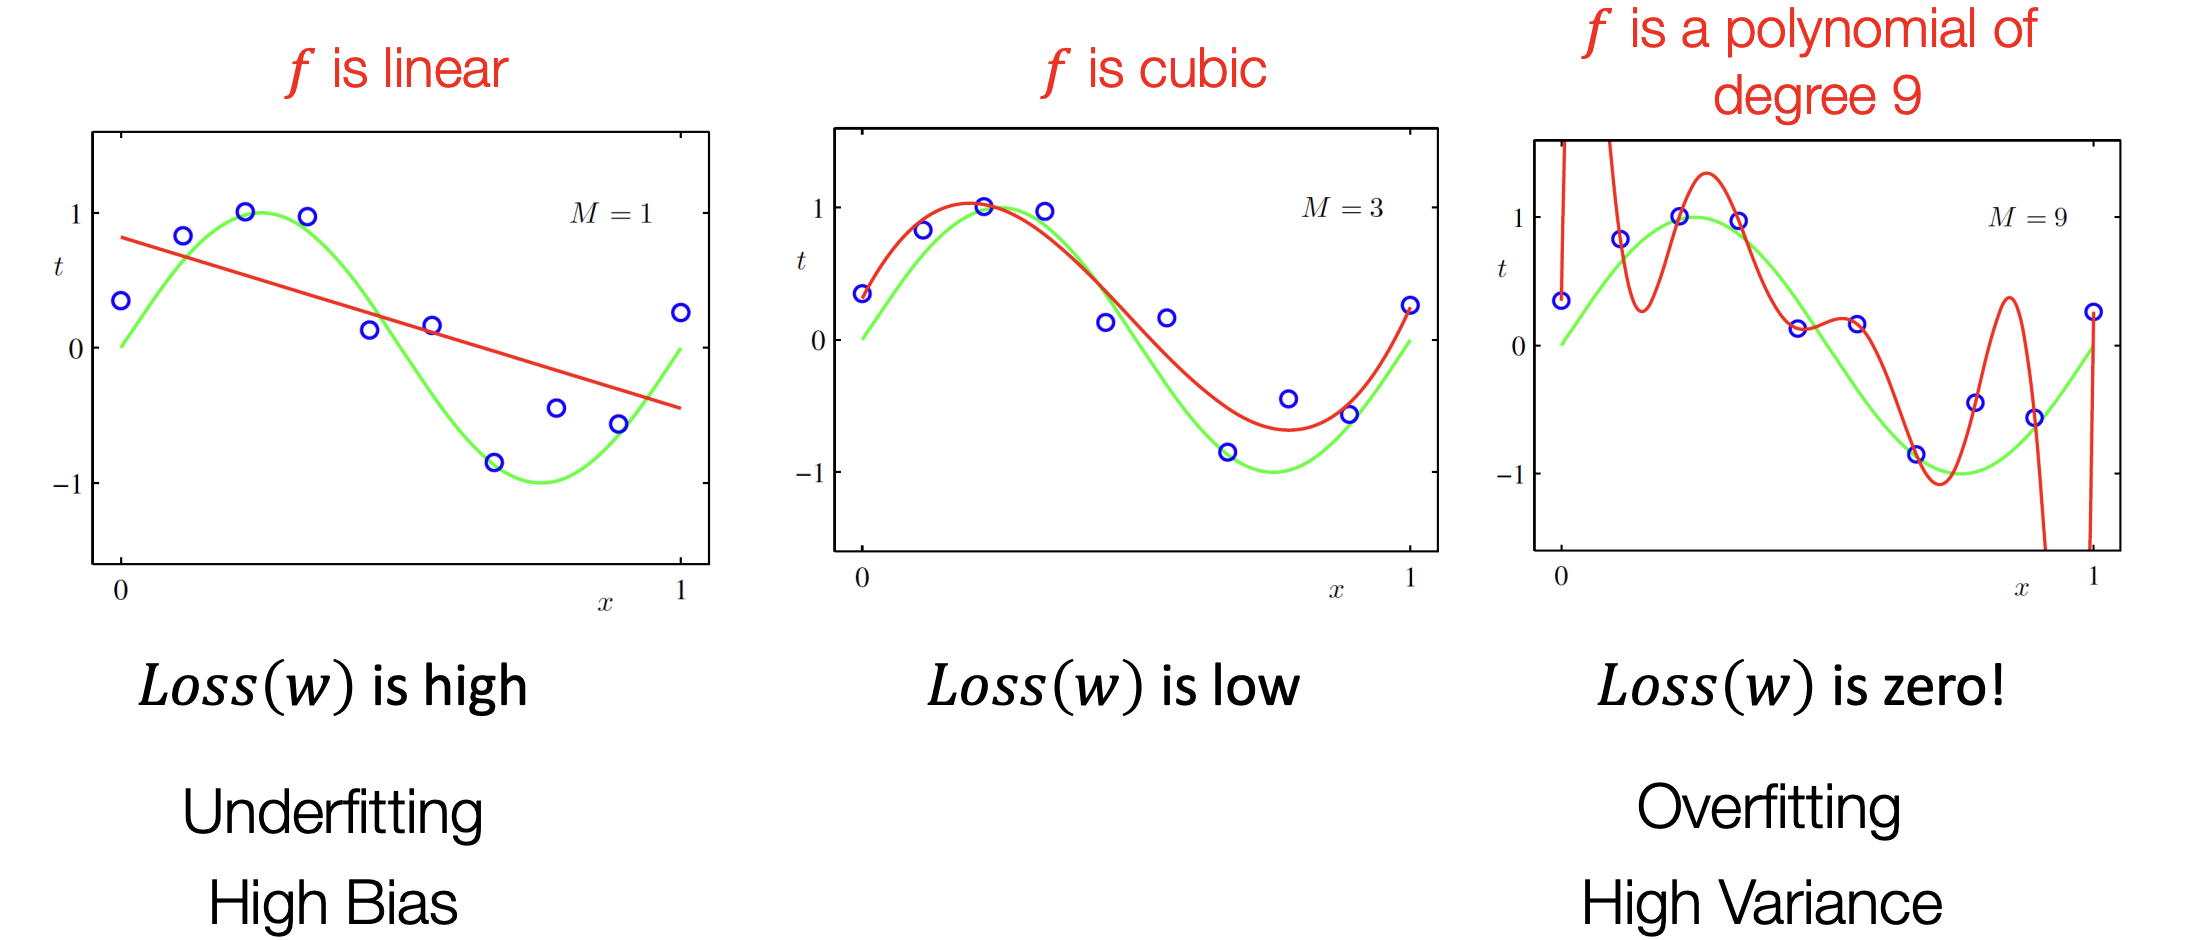 f is linear
1
t
0
−1
M = 1
0
1
x
Loss(w) is high
Underfitting
High Bias
f is cubic
1
t
0
−1
M = 3
0
1
x
Loss(w) is low
f is a polynomial of
degree 9
1
t
0
−1
M = 9
0
1
x
Loss(w) is zero!
Overfitting
High Variance